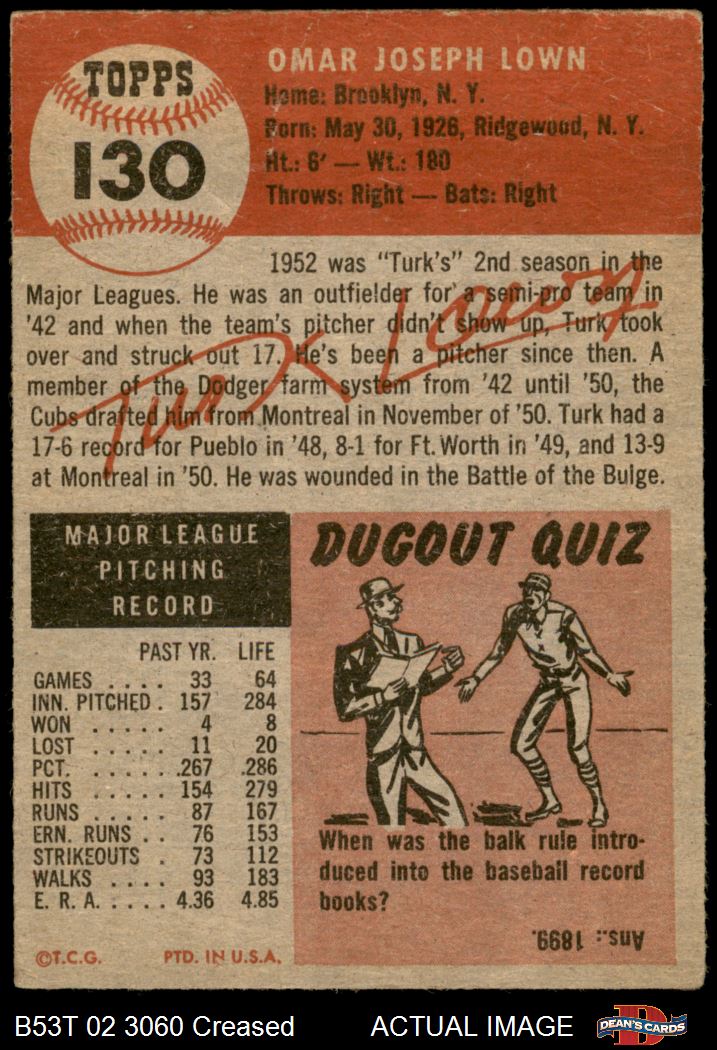 TOPPS
130
OMAR JOSEPH LOWN
Home: Brooklyn, N. Y.
Born: May 30, 1926, Ridgewood, N. Y.
Ht.: 6' — Wt.: 180
Throws: Right — Bats: Right
1952 was "Turk's" 2nd season in the
Major Leagues. He was an outfielder for a semi-pro team in
'42 and when the team's pitcher didn't show up, Turk took
over and struck out 17. He's been a pitcher since then. A
member of the Dodger farm system from '42 until '50, the
Cubs drafted him from Montreal in November of '50. Turk had a
17-6 record for Pueblo in '48, 8-1 for Ft. Worth in '49, and 13-9
at Montreal in '50. He was wounded in the Battle of the Bulge.
Turk Lown
MAJOR LEAGUE
PITCHING
RECORD
PAST YR. LIFE
GAMES . . . . 33 64
INN. PITCHED . 157 284
WON . . . . . 4 8
LOST . . . . . 11 20
PCT. . . . . . .267 .286
HITS . . . . . 154 279
RUNS . . . . . 87 167
ERN. RUNS . . 76 153
STRIKEOUTS . 73 112
WALKS . . . . 93 183
E. R. A. . . . . 4.36 4.85
©T.C.G. PTD. IN U.S.A.
DUGOUT QUIZ
When was the balk rule intro-
duced into the baseball record
books?
Ans.: 1899.
B53T 02 3060 Creased ACTUAL IMAGE
DEAN'S CARDS